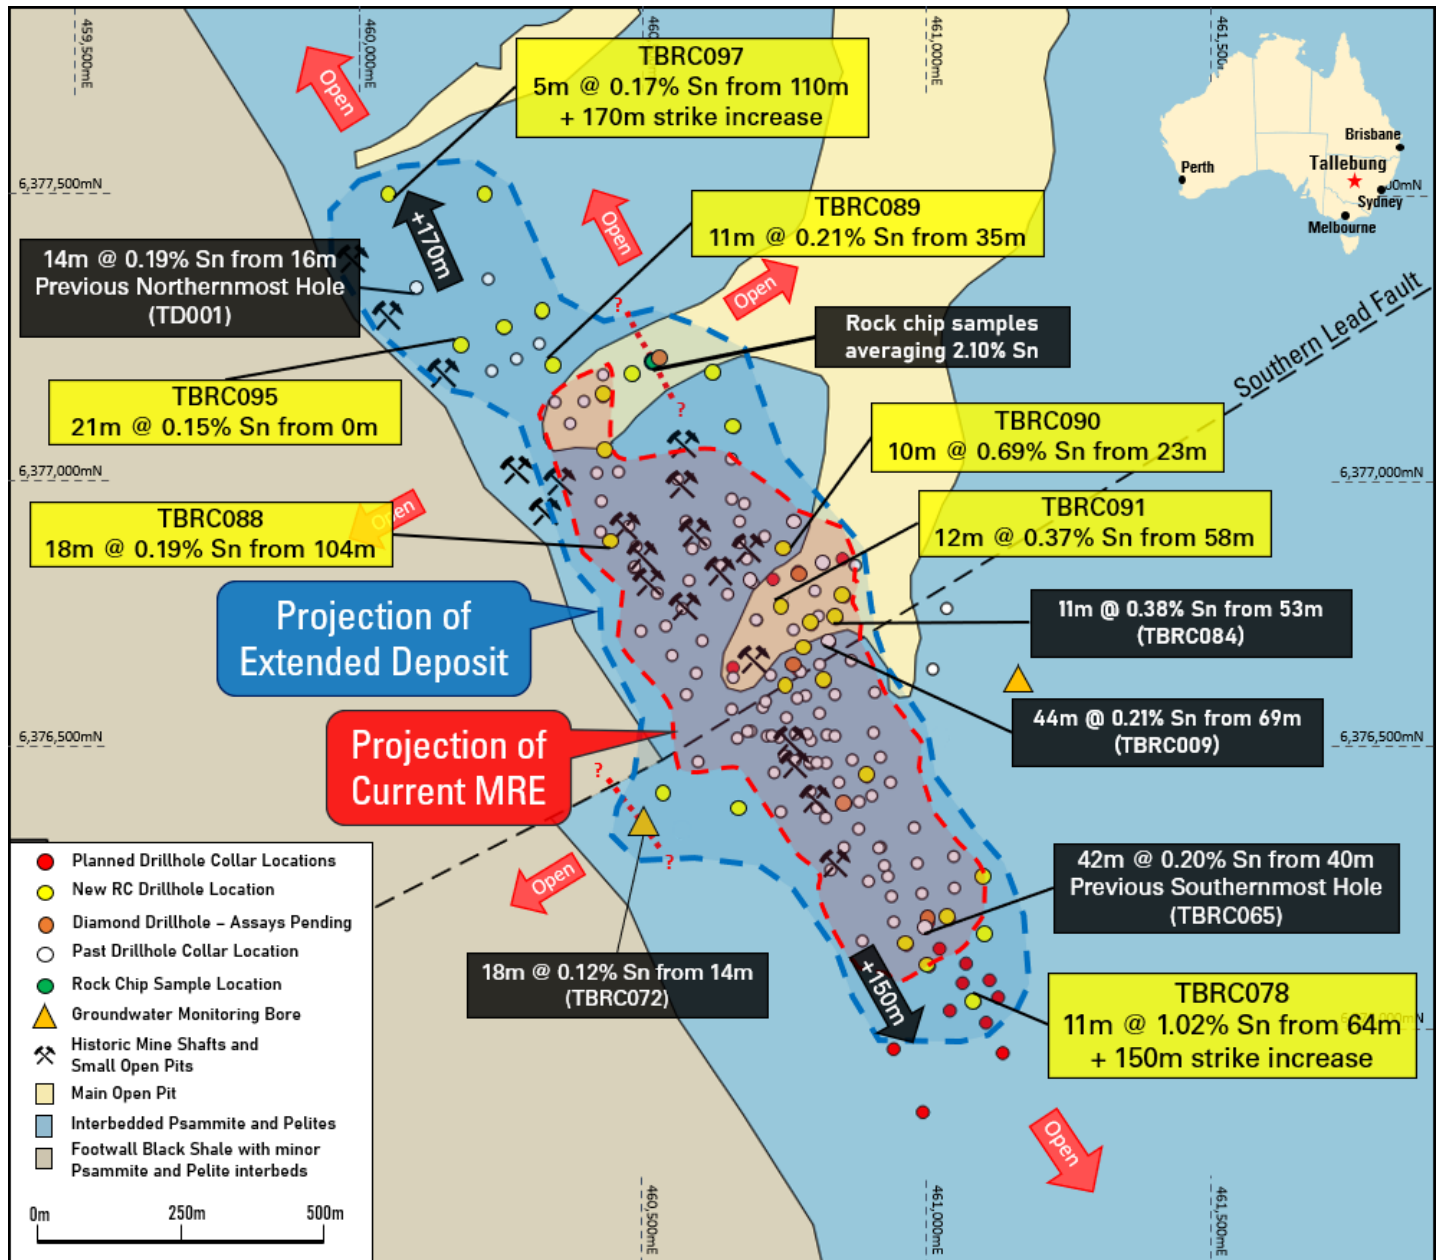 459,500mE
460,000mE
460
461,000mE
461,500
TBRC097
5m @ 0.17% Sn from 110m
+ 170m strike increase
Open
Brisbane
Perth
Tallebung
Sydney
Melbourne
00mN
6,377,500mN
+170m
Open
TBRC089
11m @ 0.21% Sn from 35m
14m @ 0.19% Sn from 16m
Previous Northernmost Hole
(TD001)
Open
?
Rock chip samples
averaging 2.10% Sn
Southern Lead Fault
TBRC095
21m @ 0.15% Sn from 0m
?
TBRC090
10m @ 0.69% Sn from 23m
6,377,000mN
6,377,000mN
Open
TBRC088
18m @ 0.19% Sn from 104m
TBRC091
12m @ 0.37% Sn from 58m
Projection of
Extended Deposit
11m @ 0.38% Sn from 53m
(TBRC084)
44m @ 0.21% Sn from 69m
(TBRC009)
Projection of
Current MRE
6,376,500mN
6,376,500mN
?
?
Open
42m @ 0.20% Sn from 40m
Previous Southernmost Hole
(TBRC065)
18m @ 0.12% Sn from 14m
(TBRC072)
+150m
TBRC078
11m @ 1.02% Sn from 64m
+ 150m strike increase
Open
Planned Drillhole Collar Locations
New RC Drillhole Location
Diamond Drillhole – Assays Pending
Past Drillhole Collar Location
Rock Chip Sample Location
Groundwater Monitoring Bore
Historic Mine Shafts and
Small Open Pits
Main Open Pit
Interbedded Psammite and Pelites
Footwall Black Shale with minor
Psammite and Pelite interbeds
0m 250m 500m
460,500mE
461,000mE
461,500mE